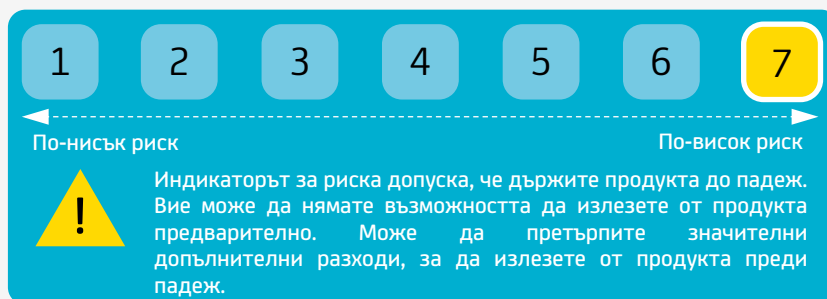 1 2 3 4 5 6 7
По-нисък риск По-висок риск
Индикаторът за риска допуска, че държите продукта до падеж.
Вие може да нямате възможността да излезете от продукта
предварително. Може да претърпите значителни
допълнителни разходи, за да излезете от продукта преди
падеж.
!